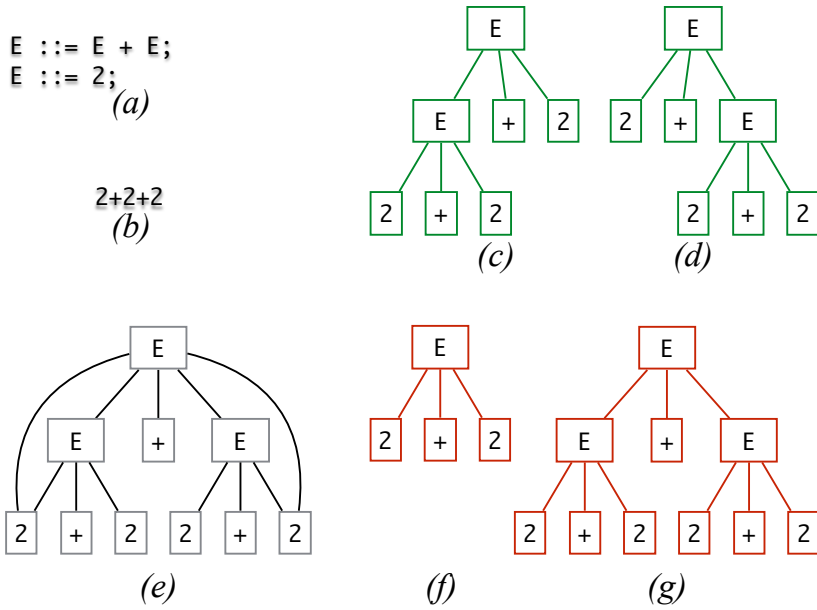 E ::= E + E;
E ::= 2;
(a)
2+2+2
(b)
E
E + 2
2 + 2
(c)
E
2 + E
2 + 2
(d)
E
E + E
2 + 2 2 + 2
(e)
E
2 + 2
(f)
E
E + E
2 + 2 2 + 2
(g)